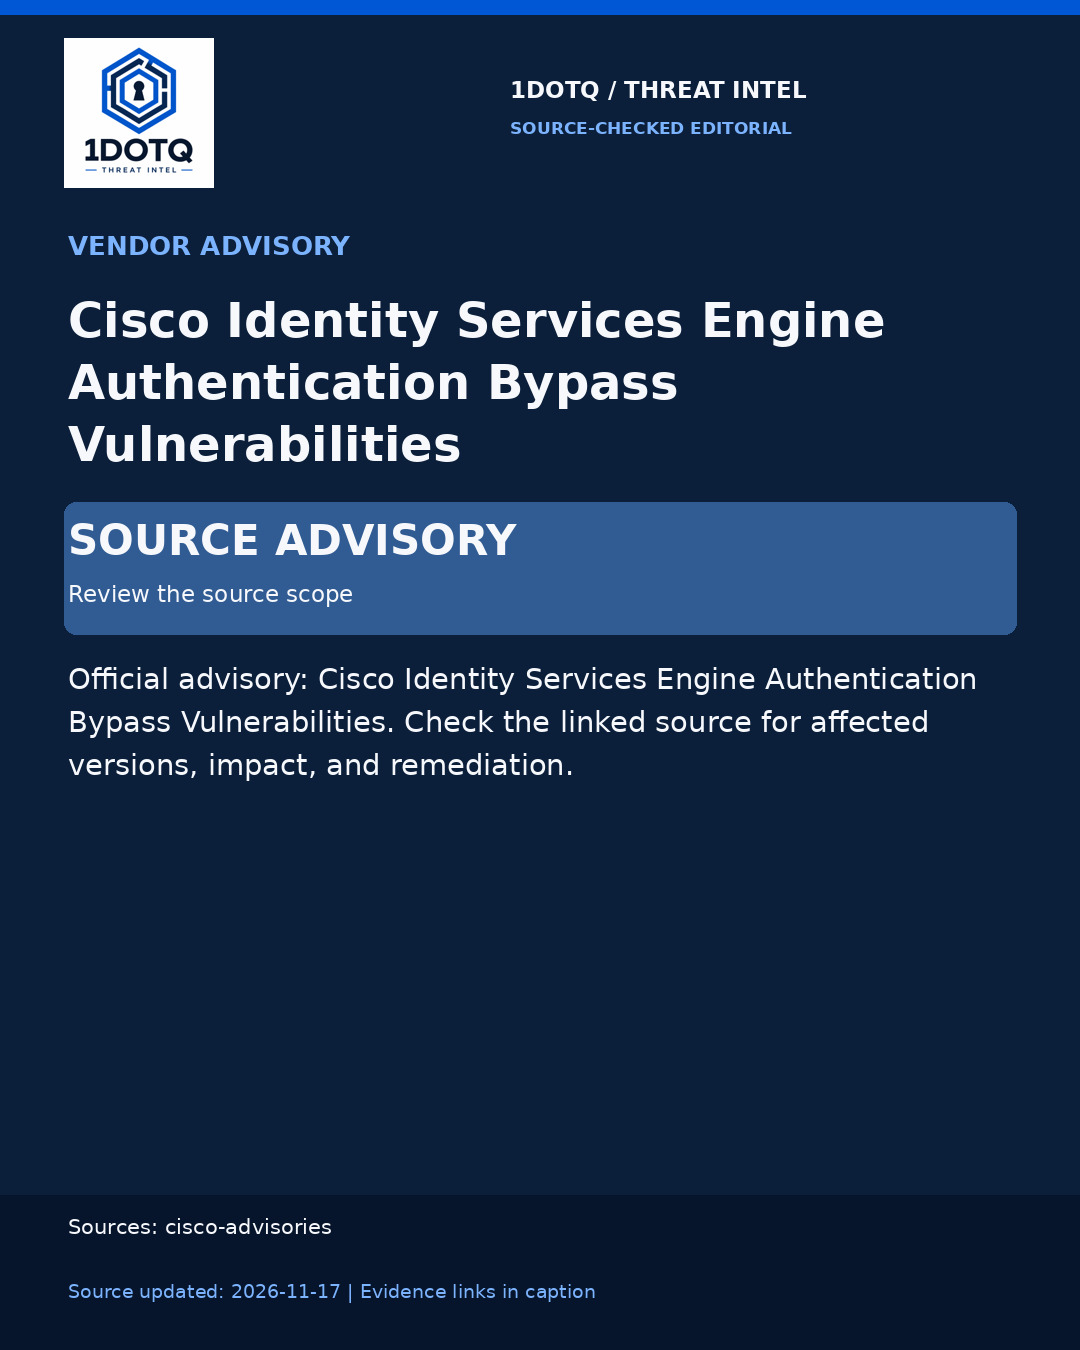 1DOTQ
THREAT INTEL
1DOTQ / THREAT INTEL
SOURCE-CHECKED EDITORIAL
VENDOR ADVISORY
Cisco Identity Services Engine
Authentication Bypass
Vulnerabilities
SOURCE ADVISORY
Review the source scope
Official advisory: Cisco Identity Services Engine Authentication
Bypass Vulnerabilities. Check the linked source for affected
versions, impact, and remediation.
Sources: cisco-advisories
Source updated: 2026-11-17 | Evidence links in caption